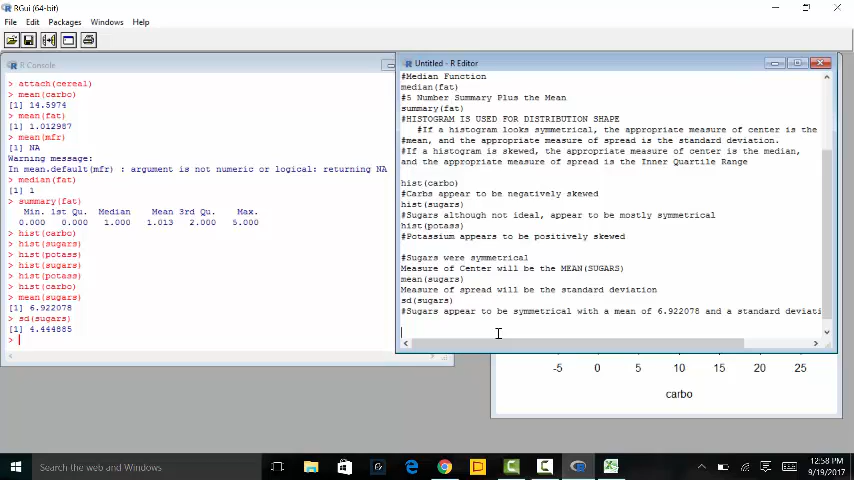 RGui (64-bit)
File Edit Packages Windows Help
R Console
> attach(cereal)
> mean(carbo)
[1] 14.5974
> mean(fat)
[1] 1.012987
> mean(mfr)
[1] NA
Warning message:
In mean.default(mfr) : argument is not numeric or logical: returning NA
> median(fat)
[1] 1
> summary(fat)
Min. 1st Qu. Median Mean 3rd Qu. Max.
0.000 0.000 1.000 1.013 2.000 5.000
> hist(carbo)
> hist(sugars)
> hist(potass)
> hist(sugars)
> hist(potass)
> hist(carbo)
> mean(sugars)
[1] 6.922078
> sd(sugars)
[1] 4.444885
>
Untitled - R Editor
#Median Function
median(fat)
#5 Number Summary Plus the Mean
summary(fat)
#HISTOGRAM IS USED FOR DISTRIBUTION SHAPE
#If a histogram looks symmetrical, the appropriate measure of center is the
#mean, and the appropriate measure of spread is the standard deviation.
#If a histogram is skewed, the appropriate measure of center is the median,
and the appropriate measure of spread is the Inner Quartile Range
hist(carbo)
#Carbs appear to be negatively skewed
hist(sugars)
#Sugars although not ideal, appear to be mostly symmetrical
hist(potass)
#Potassium appears to be positively skewed
#Sugars were symmetrical
Measure of Center will be the MEAN(SUGARS)
mean(sugars)
Measure of spread will be the standard deviation
sd(sugars)
#Sugars appear to be symmetrical with a mean of 6.922078 and a standard deviati
-5 0 5 10 15 20 25
carbo
Search the web and Windows
12:58 PM
9/19/2017